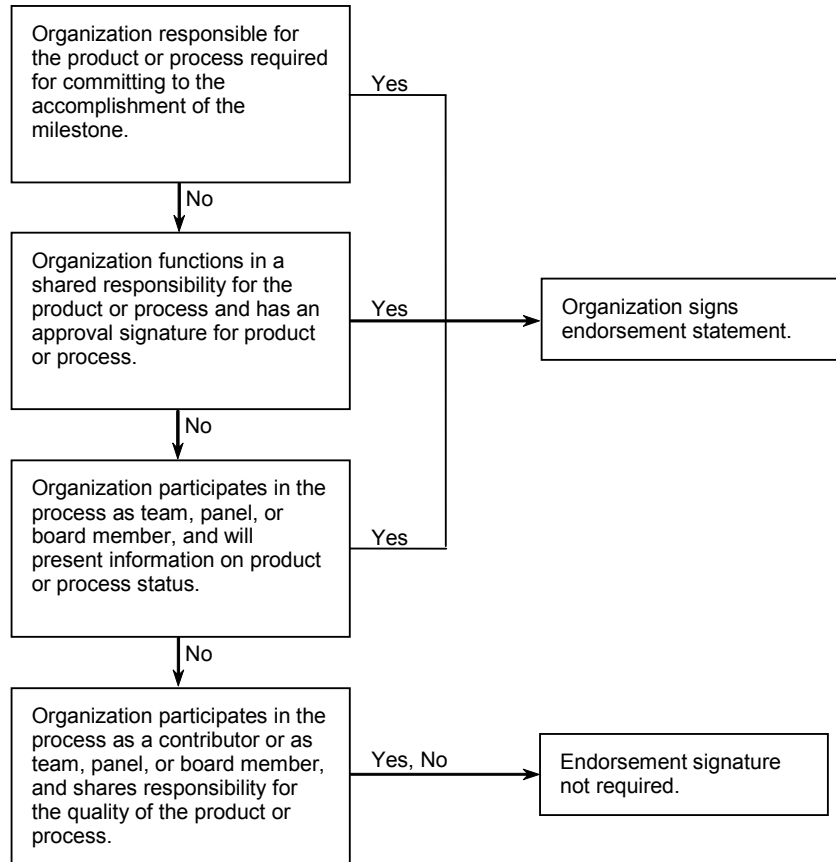 Organization responsible for
the product or process required
for committing to the
accomplishment of the
milestone.
Yes
No
Organization functions in a
shared responsibility for the
product or process and has an
approval signature for product
or process.
Yes
Organization signs
endorsement statement.
No
Organization participates in the
process as team, panel, or
board member, and will
present information on product
or process status.
Yes
No
Organization participates in the
process as a contributor or as
team, panel, or board member,
and shares responsibility for
the quality of the product or
process.
Yes, No
Endorsement signature
not required.